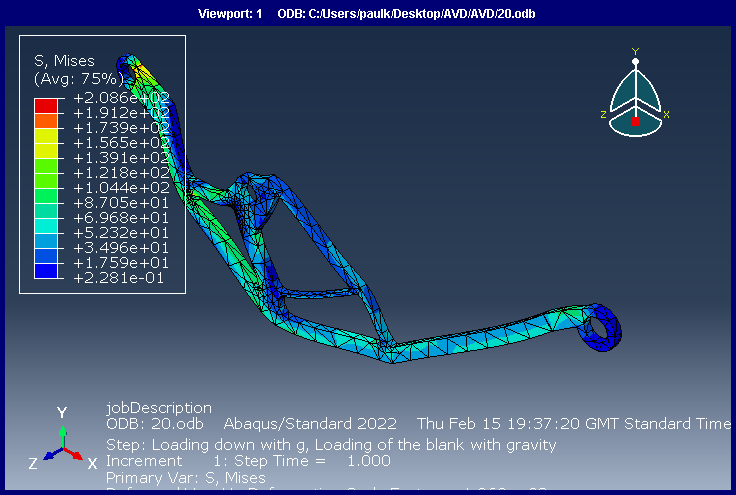 Viewport: 1 ODB: C:/Users/paulk/Desktop/AVD/AVD/20.odb
S, Mises
(Avg: 75%)
+2.086e+02
+1.912e+02
+1.739e+02
+1.565e+02
+1.391e+02
+1.218e+02
+1.044e+02
+8.705e+01
+6.968e+01
+5.232e+01
+3.496e+01
+1.759e+01
+2.281e-01
Y
Z X
Y
Z X
jobDescription
ODB: 20.odb Abaqus/Standard 2022 Thu Feb 15 19:37:20 GMT Standard Time
Step: Loading down with g, Loading of the blank with gravity
Increment 1: Step Time = 1.000
Primary Var: S, Mises